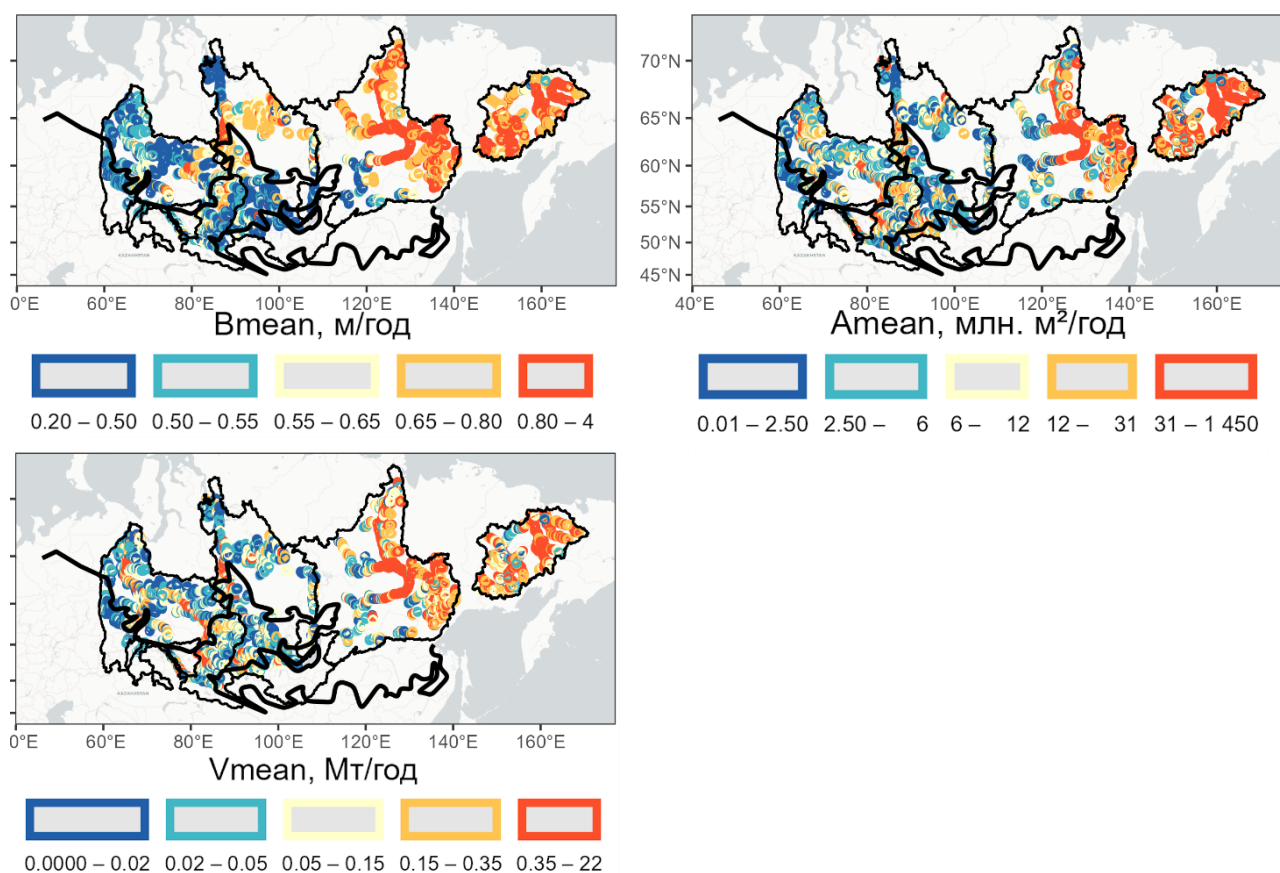 70°N
65°N
60°N
55°N
50°N
45°N
KAZAKHSTAN
KAZAKHSTAN
0°E 60°E 80°E 100°E 120°E 140°E 160°E
40°E 60°E 80°E 100°E 120°E 140°E 160°E
Bmean, м/год
Amean, млн. м²/год
0.20 – 0.50 0.50 – 0.55 0.55 – 0.65 0.65 – 0.80 0.80 – 4
0.01 – 2.50 2.50 – 6 6 – 12 12 – 31 31 – 1 450
KAZAKHSTAN
0°E 60°E 80°E 100°E 120°E 140°E 160°E
Vmean, Мт/год
0.0000 – 0.02 0.02 – 0.05 0.05 – 0.15 0.15 – 0.35 0.35 – 22